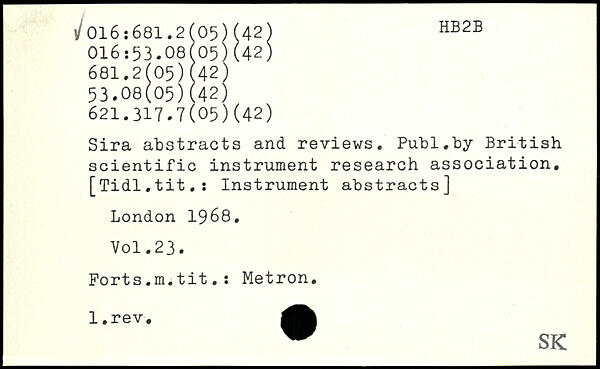 016:681.2(05)(42) HB2B
016:53.08(05)(42)
681.2(05)(42)
53.08(05)(42)
621.317.7(05)(42)
Sira abstracts and reviews. Publ.by British
scientific instrument research association.
[Tidl.tit.: Instrument abstracts]
London 1968.
Vol.23.
Forts.m.tit.: Metron.
1.rev.
SK